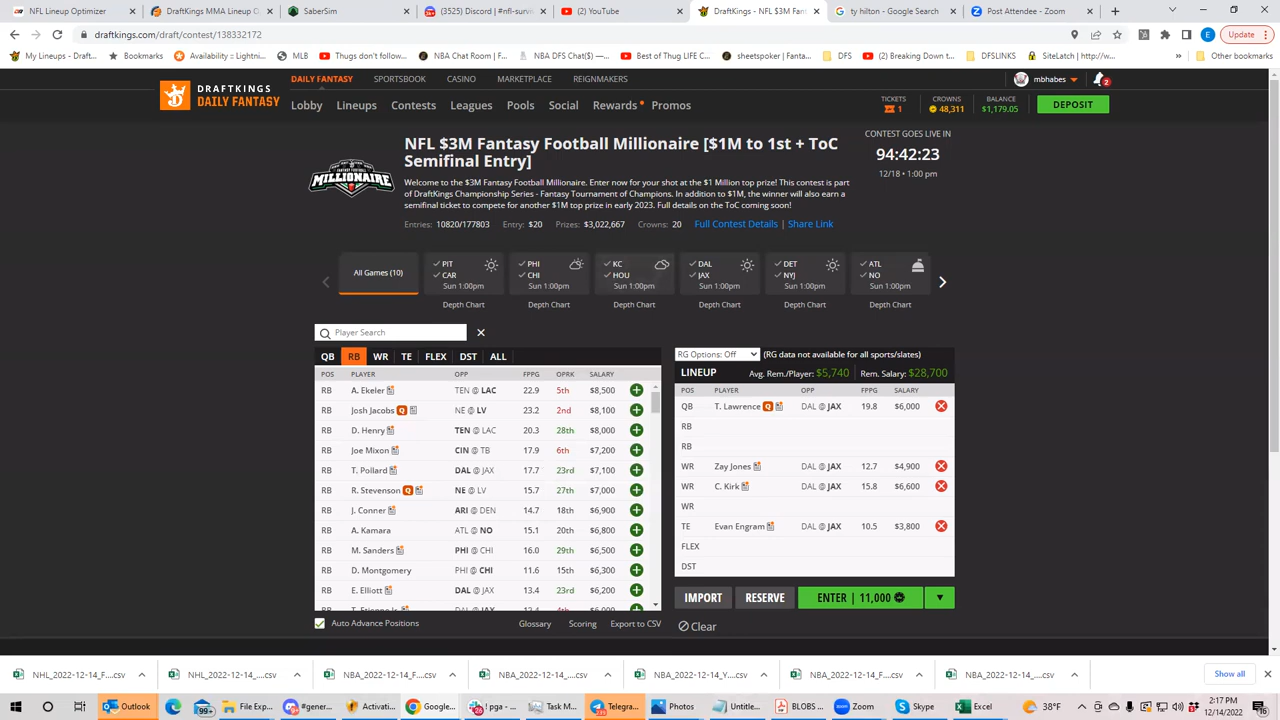 NFL Lineup Optimizer
DraftKings MMA Lineup C
SaberSim
(3525) Discord | #nfl-surviv
(2) YouTube
DraftKings - NFL $3M Fan
ty hilton - Google Search
Post Attendee - Zoom
draftkings.com/draft/contest/138332172
E
Update
My Lineups - Draft...
Bookmarks
Availability :: Lightni...
MLB
Thugs don't follow...
NBA Chat Room /...
NBA DFS Chat($)-...
Best of Thug LIFE C...
sheetspoker | Fanta...
DFS
(2) Breaking Down t...
DFSLINKS
SiteLatch | http://w...
»
Other bookmarks
DRAFTKINGS
DAILY FANTASY
DAILY FANTASY
SPORTSBOOK
CASINO
MARKETPLACE
REIGNMAKERS
mbhabes
2
Lobby
Lineups
Contests
Leagues
Pools
Social
Rewards
Promos
TICKETS
1
CROWNS
48,311
BALANCE
$1,179.05
DEPOSIT
MILLIONAIRE
NFL $3M Fantasy Football Millionaire [$1M to 1st + ToC
Semifinal Entry]
Welcome to the $3M Fantasy Football Millionaire. Enter now for your shot at the $1 Million top prize! This contest is part
of DraftKings Championship Series - Fantasy Tournament of Champions. In addition to $1M, the winner will also earn a
semifinal ticket to compete for another $1M top prize in early 2023. Full details on the ToC coming soon!
Entries: 10820/177803 Entry: $20 Prizes: $3,022,667 Crowns: 20 Full Contest Details | Share Link
CONTEST GOES LIVE IN
94:42:23
12/18 • 1:00 pm
All Games (10)
PIT
CAR
Sun 1:00pm
Depth Chart
PHI
CHI
Sun 1:00pm
Depth Chart
KC
HOU
Sun 1:00pm
Depth Chart
DAL
JAX
Sun 1:00pm
Depth Chart
DET
NYJ
Sun 1:00pm
Depth Chart
ATL
NO
Sun 1:00pm
Depth Chart
Player Search
QB RB WR TE FLEX DST ALL
POS PLAYER OPP FPPG OPRK SALARY
RB A. Ekeler TEN @ LAC 22.9 5th $8,500
RB Josh Jacobs Q NE @ LV 23.2 2nd $8,100
RB D. Henry TEN @ LAC 20.3 28th $8,000
RB Joe Mixon CIN @ TB 17.9 6th $7,200
RB T. Pollard DAL @ JAX 17.7 23rd $7,100
RB R. Stevenson Q NE @ LV 15.7 27th $7,000
RB J. Conner ARI @ DEN 14.7 18th $6,900
RB A. Kamara ATL @ NO 15.1 20th $6,800
RB M. Sanders PHI @ CHI 16.0 29th $6,500
RB D. Montgomery PHI @ CHI 11.6 15th $6,300
RB E. Elliott DAL @ JAX 13.4 23rd $6,200
RB T. Etienne Jr. DAL @ JAX 12.4 4th $6,000
Auto Advance Positions
Glossary
Scoring
Export to CSV
RG Options: Off (RG data not available for all sports/slates)
LINEUP Avg. Rem./Player: $5,740 Rem. Salary: $28,700
POS PLAYER OPP FPPG SALARY
QB T. Lawrence Q DAL @ JAX 19.8 $6,000
RB
RB
WR Zay Jones DAL @ JAX 12.7 $4,900
WR C. Kirk DAL @ JAX 15.8 $6,600
WR
TE Evan Engram DAL @ JAX 10.5 $3,800
FLEX
DST
IMPORT
RESERVE
ENTER | 11,000
Clear
NHL_2022-12-14_F....csv
NHL_2022-12-14_....csv
NBA_2022-12-14_F....csv
NBA_2022-12-14_....csv
NBA_2022-12-14_Y....csv
NBA_2022-12-14_F....csv
NBA_2022-12-14_....csv
Show all
Outlook
99+
File Exp...
#gener...
Activati...
Google...
! pga - ...
Task M...
Telegra...
Photos
Untitle...
BLOBS ...
Zoom
Skype
Excel
38°F
2:17 PM
12/14/2022